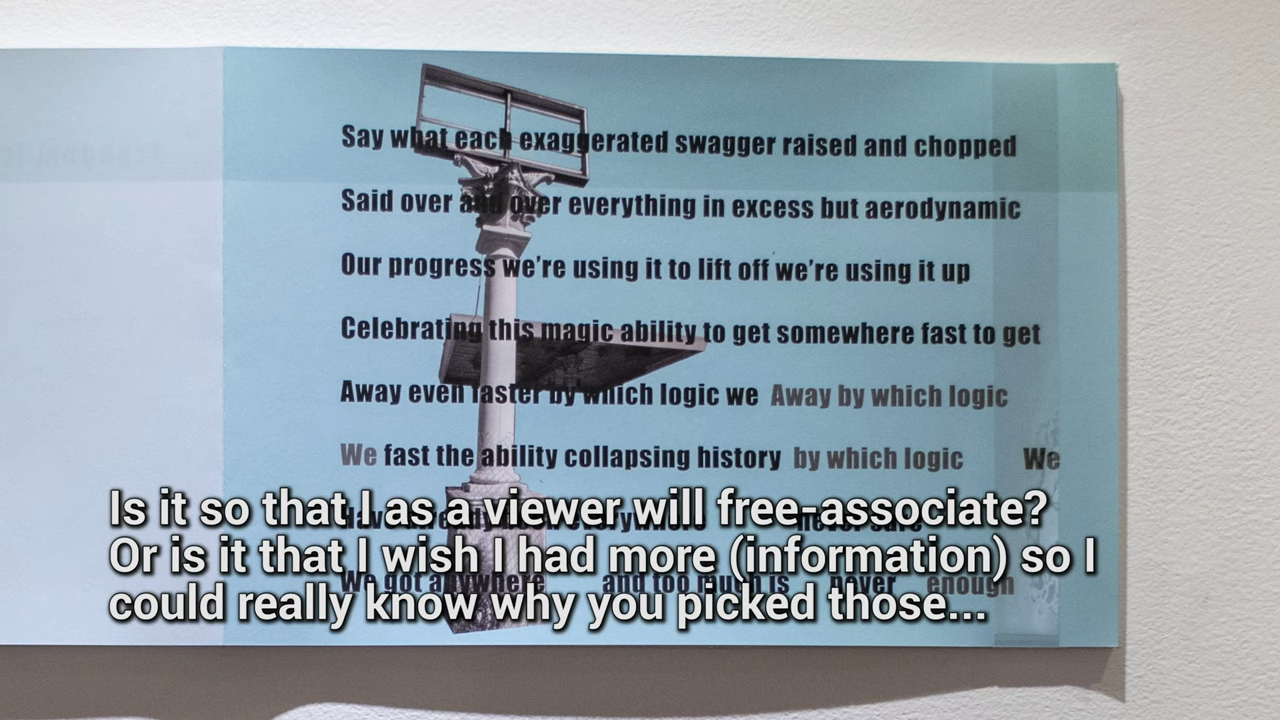 Say what each exaggerated swagger raised and chopped
Said over and over everything in excess but aerodynamic
Our progress we're using it to lift off we're using it up
Celebrating this magic ability to get somewhere fast to get
Away even faster by which logic we Away by which logic
We fast the ability collapsing history by which logic We
Is it so that I as a viewer will free-associate?
We got anywhere and too much is never enough
Or is it that I wish I had more (information) so I
could really know why you picked those...